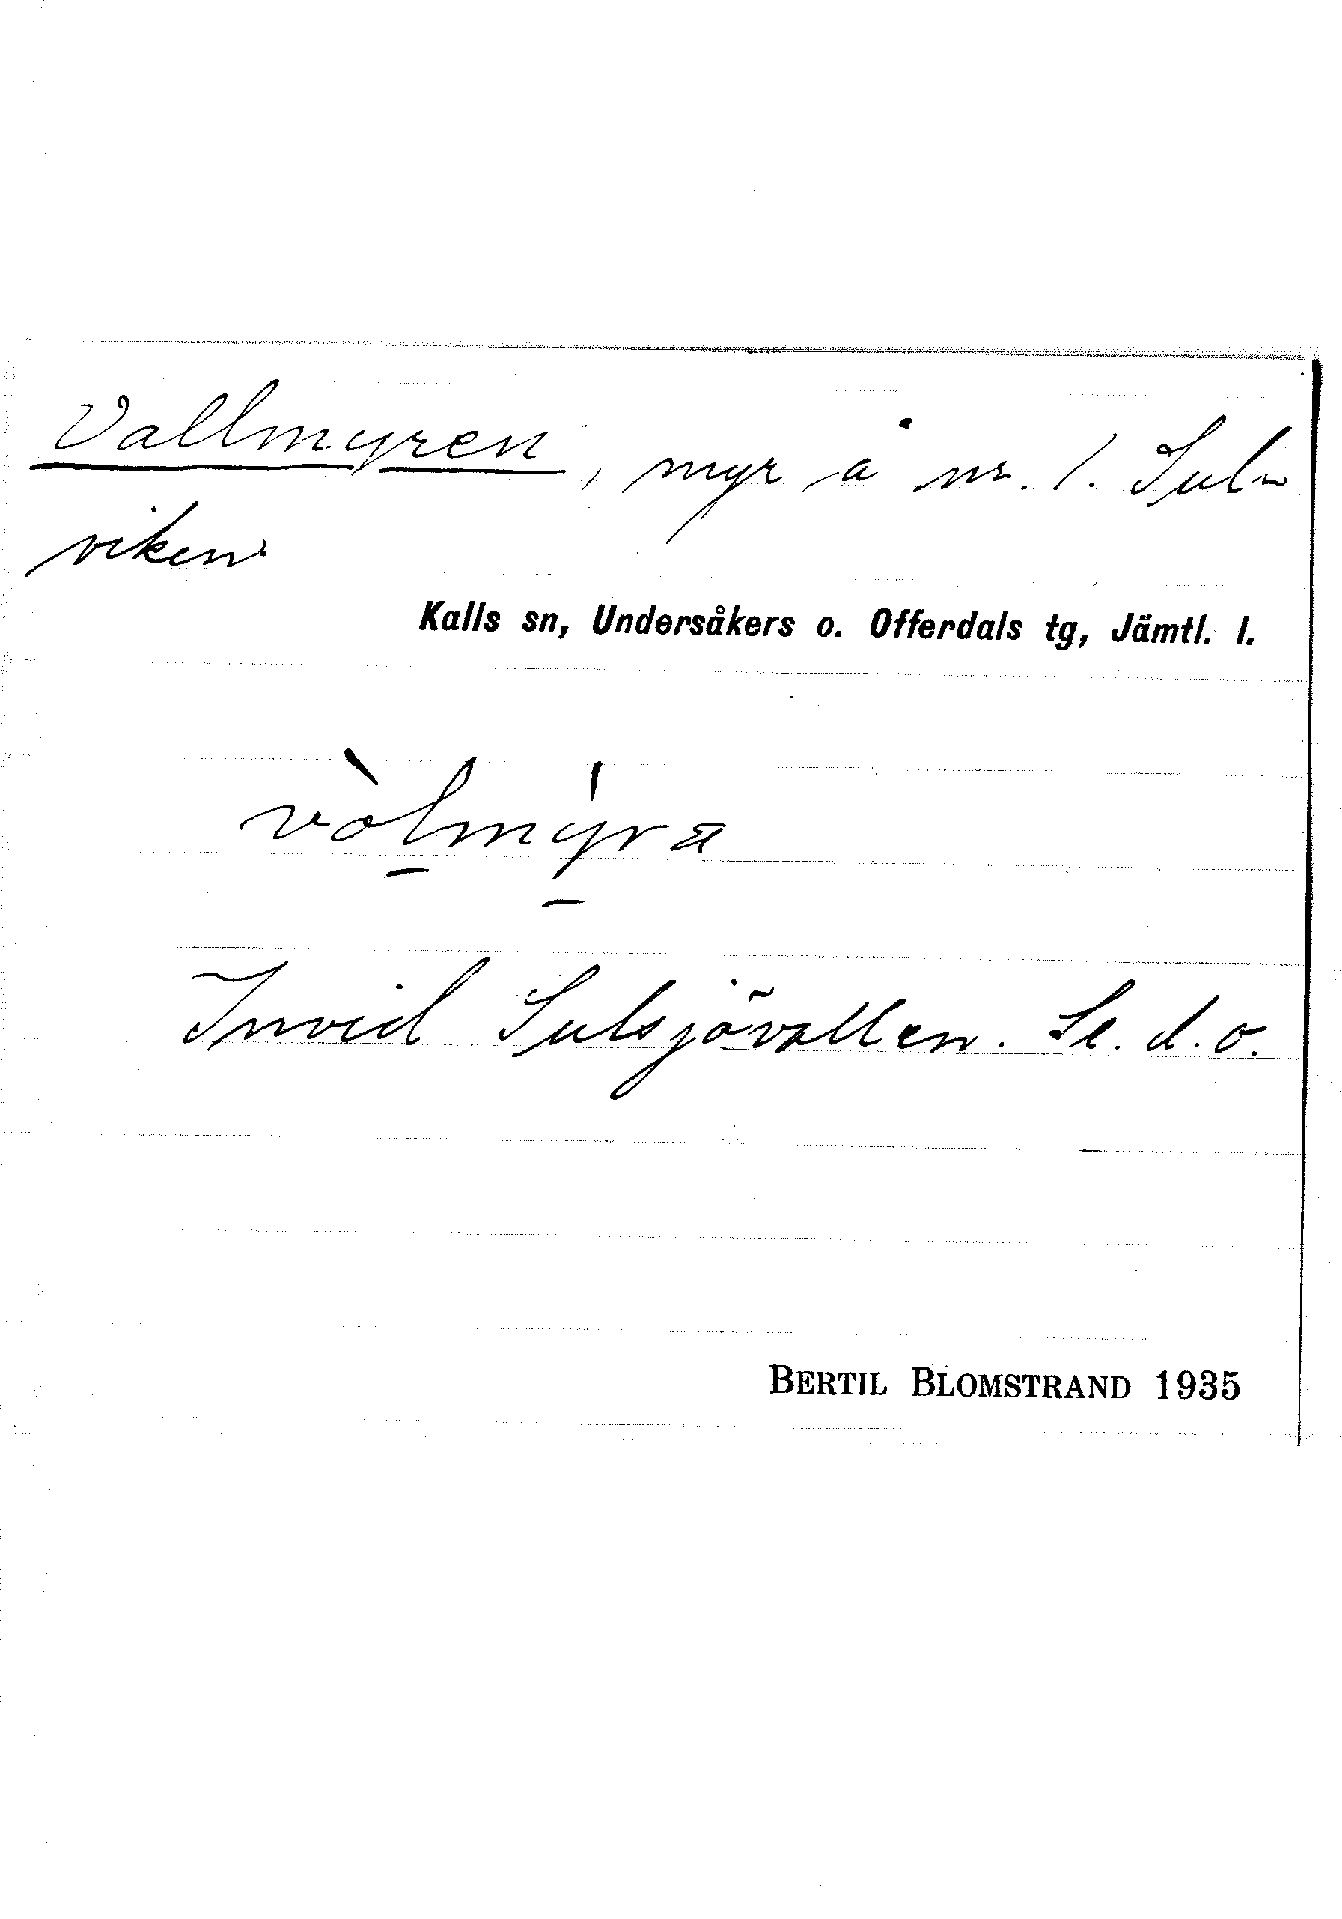 Vallmyren, myr å nr. 1. Sul-
viken
Kalls sn, Undersåkers o. Offerdals tg, Jämtl. l.
vòlmýra
Invid Sulsjövallen. Se. d. o.
BERTIL BLOMSTRAND 1935